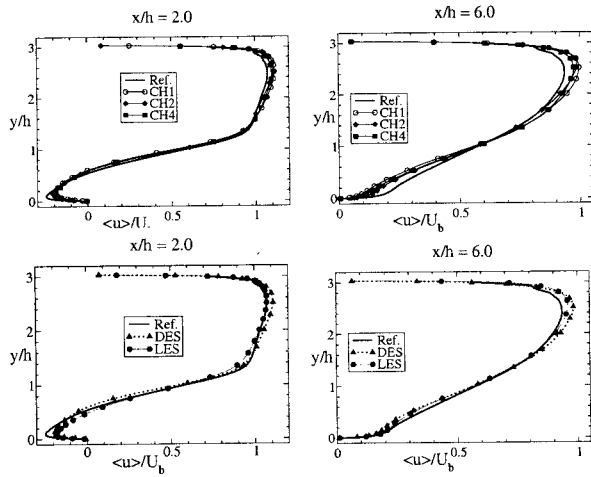 x/h = 2.0
3
2
y/h
1
0
Ref.
CH1
CH2
CH4
0
0.5
1
<u>/U.
x/h = 6.0
3
2
y/h
1
0
Ref.
CH1
CH2
CH4
0
0.5
1
<u>/U_b
x/h = 2.0
3
2
y/h
1
0
Ref.
DES
LES
0
0.5
1
<u>/U_b
x/h = 6.0
3
2
y/h
1
0
Ref.
DES
LES
0
0.5
1
<u>/U_b